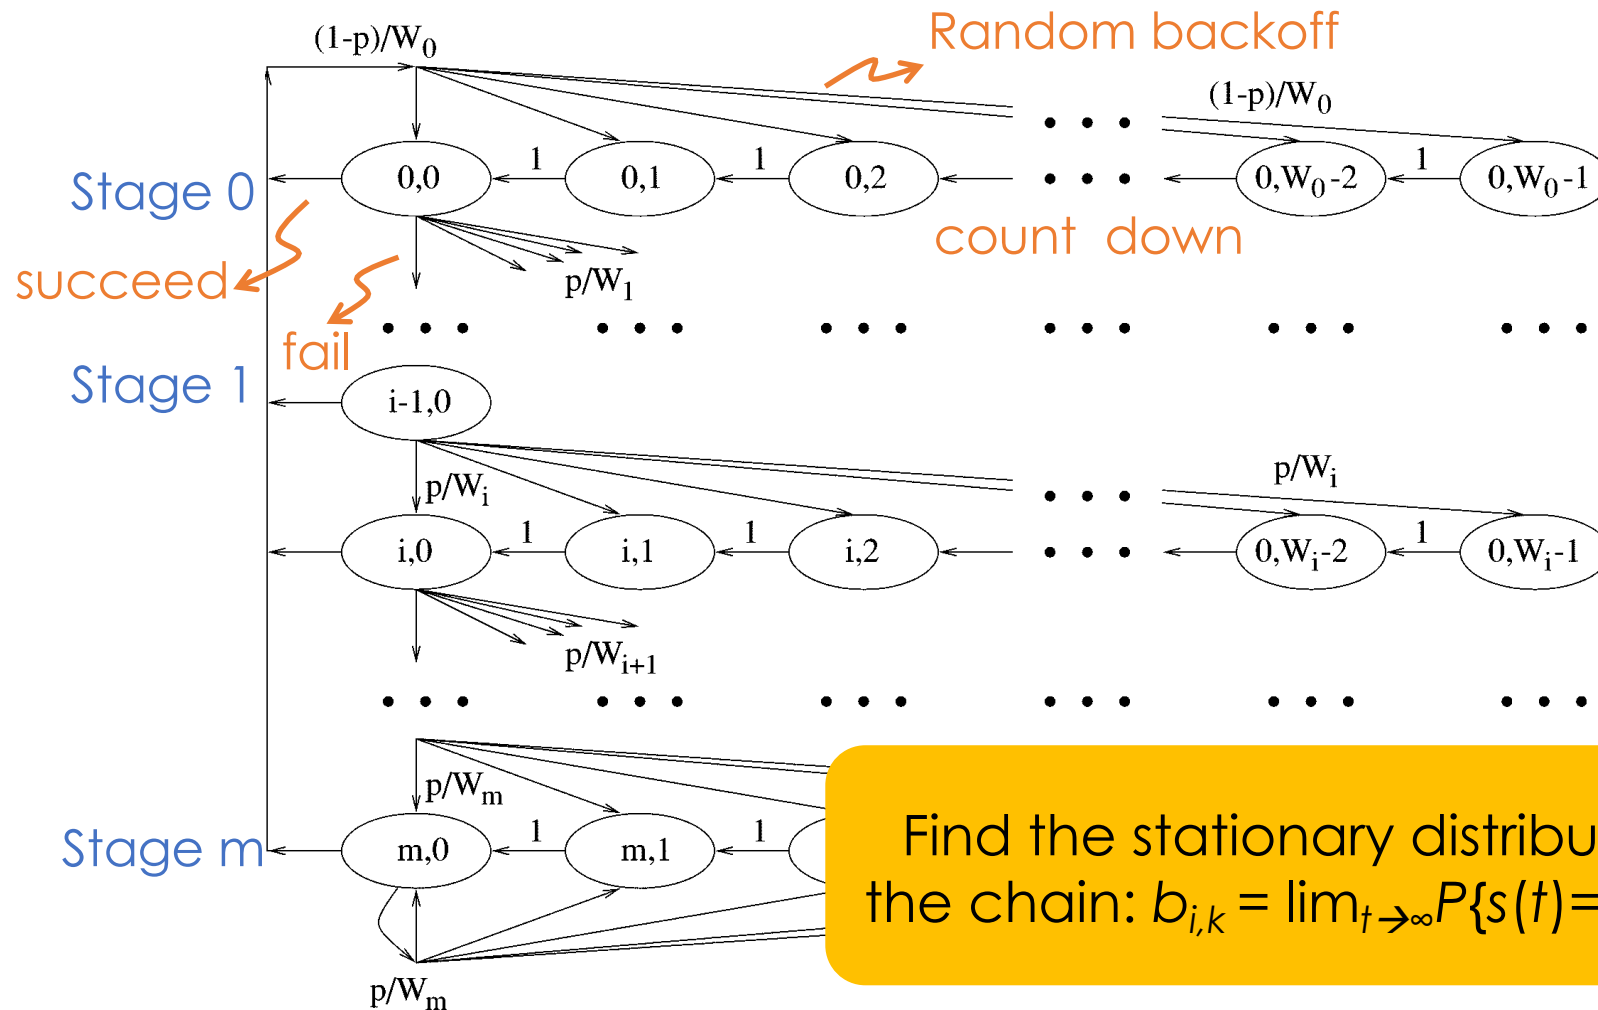 Random backoff
(1-p)/W0
(1-p)/W0
Stage 0
0,0
1
0,1
1
0,2
0,W0-2
1
0,W0-1
count down
succeed
fail
p/W1
Stage 1
i-1,0
p/Wi
p/Wi
i,0
1
i,1
1
i,2
0,Wi-2
1
0,Wi-1
p/Wi+1
p/Wm
Stage m
m,0
1
m,1
1
p/Wm
Find the stationary distribu
the chain: bi,k = limt→∞P{s(t)=